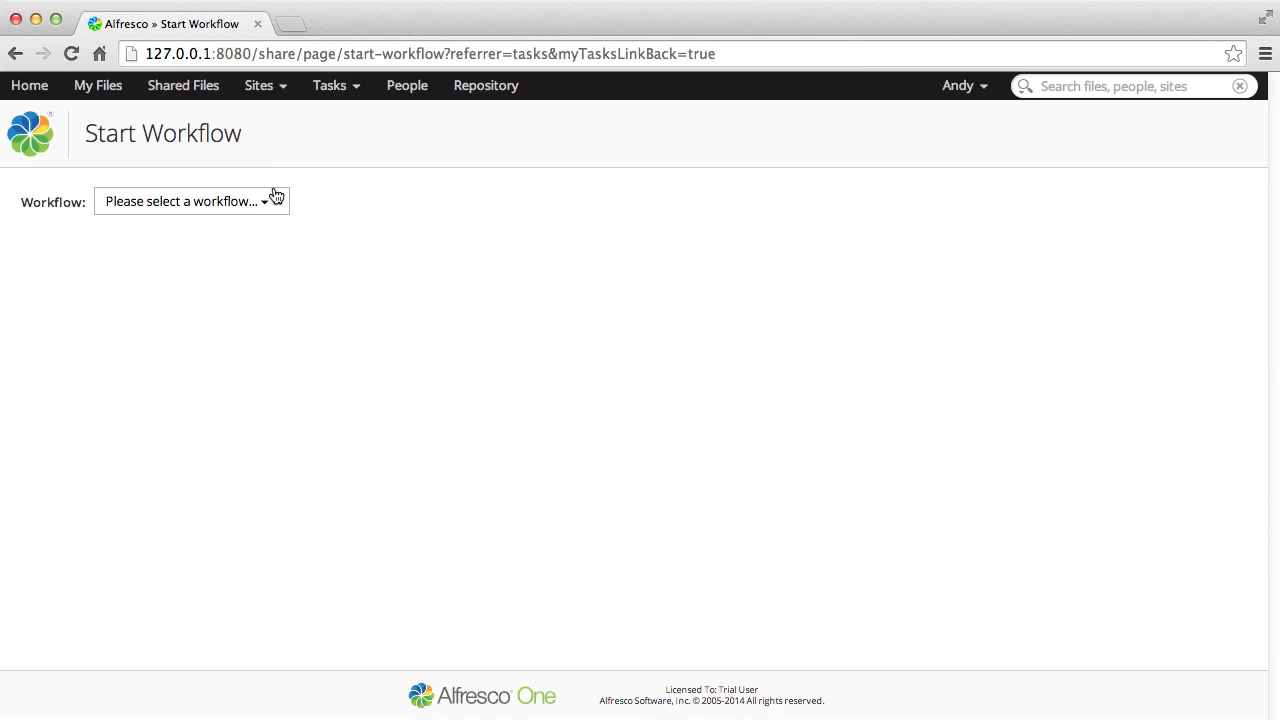 Alfresco » Start Workflow
127.0.0.1:8080/share/page/start-workflow?referrer=tasks&myTasksLinkBack=true
Home My Files Shared Files Sites Tasks People Repository Andy Search files, people, sites
Start Workflow
Workflow: Please select a workflow...
Alfresco One
Licensed To: Trial User
Alfresco Software, Inc. © 2005-2014 All rights reserved.